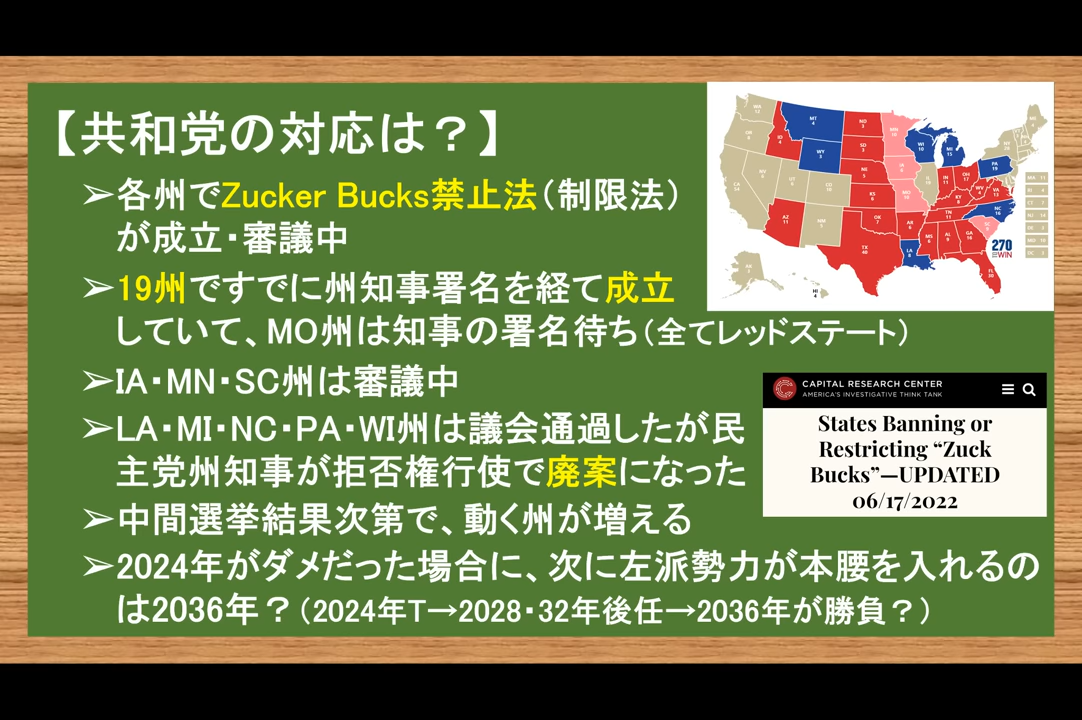 【共和党の対応は？】
➢各州でZucker Bucks禁止法（制限法）
が成立・審議中
➢19州ですでに州知事署名を経て成立
していて、MO州は知事の署名待ち（全てレッドステート）
➢IA・MN・SC州は審議中
➢LA・MI・NC・PA・WI州は議会通過したが民
主党州知事が拒否権行使で廃案になった
➢中間選挙結果次第で、動く州が増える
➢2024年がダメだった場合に、次に左派勢力が本腰を入れるの
は2036年？（2024年T→2028・32年後任→2036年が勝負？）
270
TO WIN
CAPITAL RESEARCH CENTER
AMERICA'S INVESTIGATIVE THINK TANK
States Banning or
Restricting “Zuck
Bucks”—UPDATED
06/17/2022